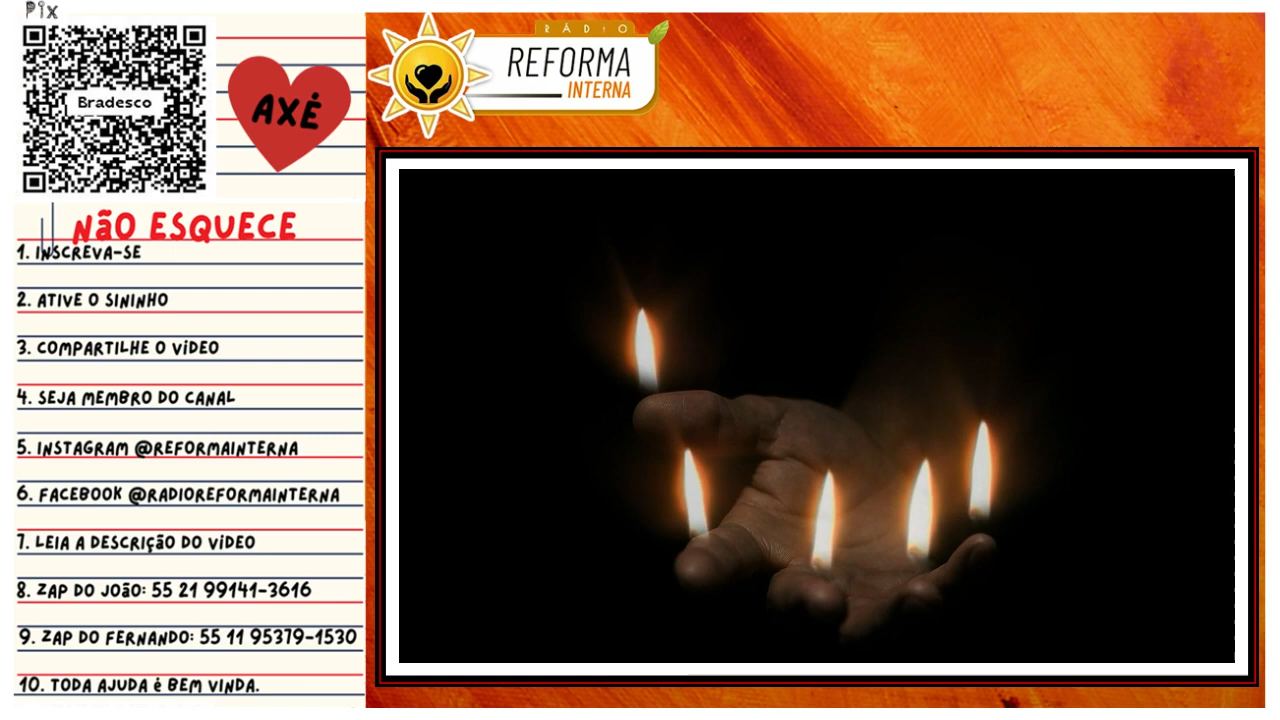 Pix
Bradesco
AXÉ
NãO ESQUECE
1. INSCREVA-SE
2. ATIVE O SININHO
3. COMPARTILHE O VíDEO
4. SEJA MEMBRO DO CANAL
5. INSTAGRAM @REFORMAINTERNA
6. FACEBOOK @RADIOREFORMAINTERNA
7. LEIA A DESCRIÇãO DO VíDEO
8. ZAP DO JOãO: 55 21 99141-3616
9. ZAP DO FERNANDO: 55 11 95379-1530
10. TODA AJUDA é BEM VINDA.
RÁDIO
REFORMA
INTERNA